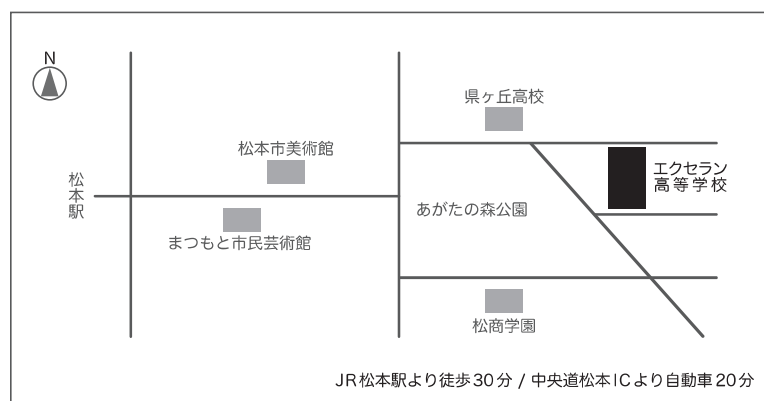 N
県ヶ丘高校
松本市美術館
エクセラン
高等学校
松本駅
あがたの森公園
まつもと市民芸術館
松商学園
JR松本駅より徒歩30分 / 中央道松本ICより自動車20分